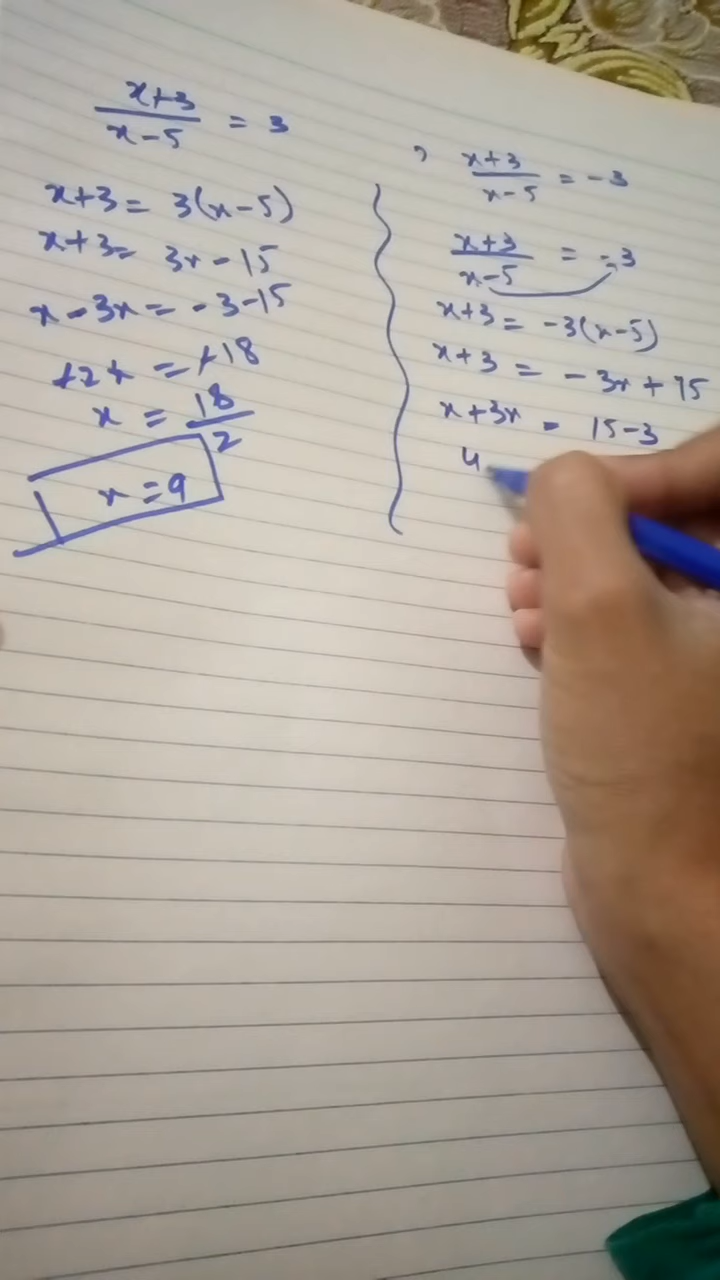 x+3/x-5 = 3
x+3 = 3(x-5)
x+3 = 3x-15
x-3x = -3-15
+2x = +18
x = 18/2
x = 9
, x+3/x-5 = -3
x+3/x-5 = -3
x+3 = -3(x-5)
x+3 = -3x+15
x+3x = 15-3
4